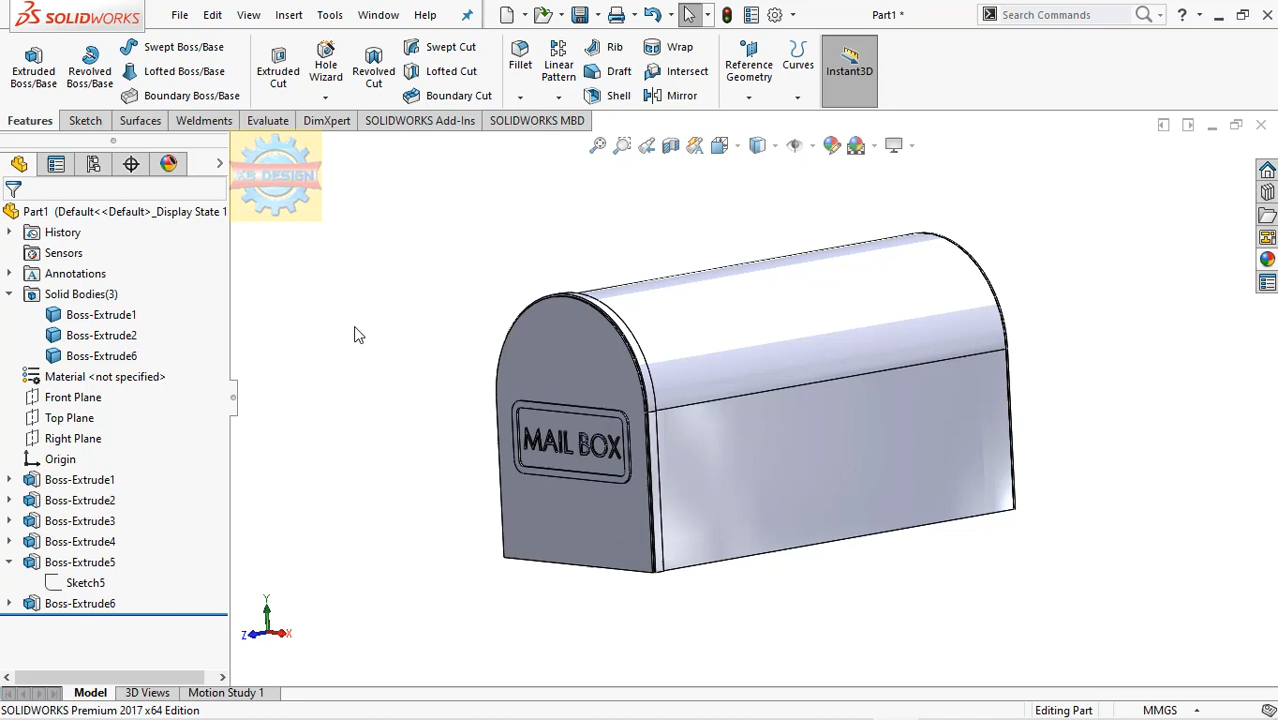 SOLIDWORKS
File
Edit
View
Insert
Tools
Window
Help
Part1 *
Search Commands
Extruded Boss/Base
Revolved Boss/Base
Swept Boss/Base
Lofted Boss/Base
Boundary Boss/Base
Extruded Cut
Hole Wizard
Revolved Cut
Swept Cut
Lofted Cut
Boundary Cut
Fillet
Linear Pattern
Rib
Draft
Shell
Wrap
Intersect
Mirror
Reference Geometry
Curves
Instant3D
Features
Sketch
Surfaces
Weldments
Evaluate
DimXpert
SOLIDWORKS Add-Ins
SOLIDWORKS MBD
KS DESIGN
Part1 (Default<<Default>_Display State 1
History
Sensors
Annotations
Solid Bodies(3)
Boss-Extrude1
Boss-Extrude2
Boss-Extrude6
Material <not specified>
Front Plane
Top Plane
Right Plane
Origin
Boss-Extrude1
Boss-Extrude2
Boss-Extrude3
Boss-Extrude4
Boss-Extrude5
Sketch5
Boss-Extrude6
MAIL BOX
Y
Z
X
Model
3D Views
Motion Study 1
SOLIDWORKS Premium 2017 x64 Edition
Editing Part
MMGS